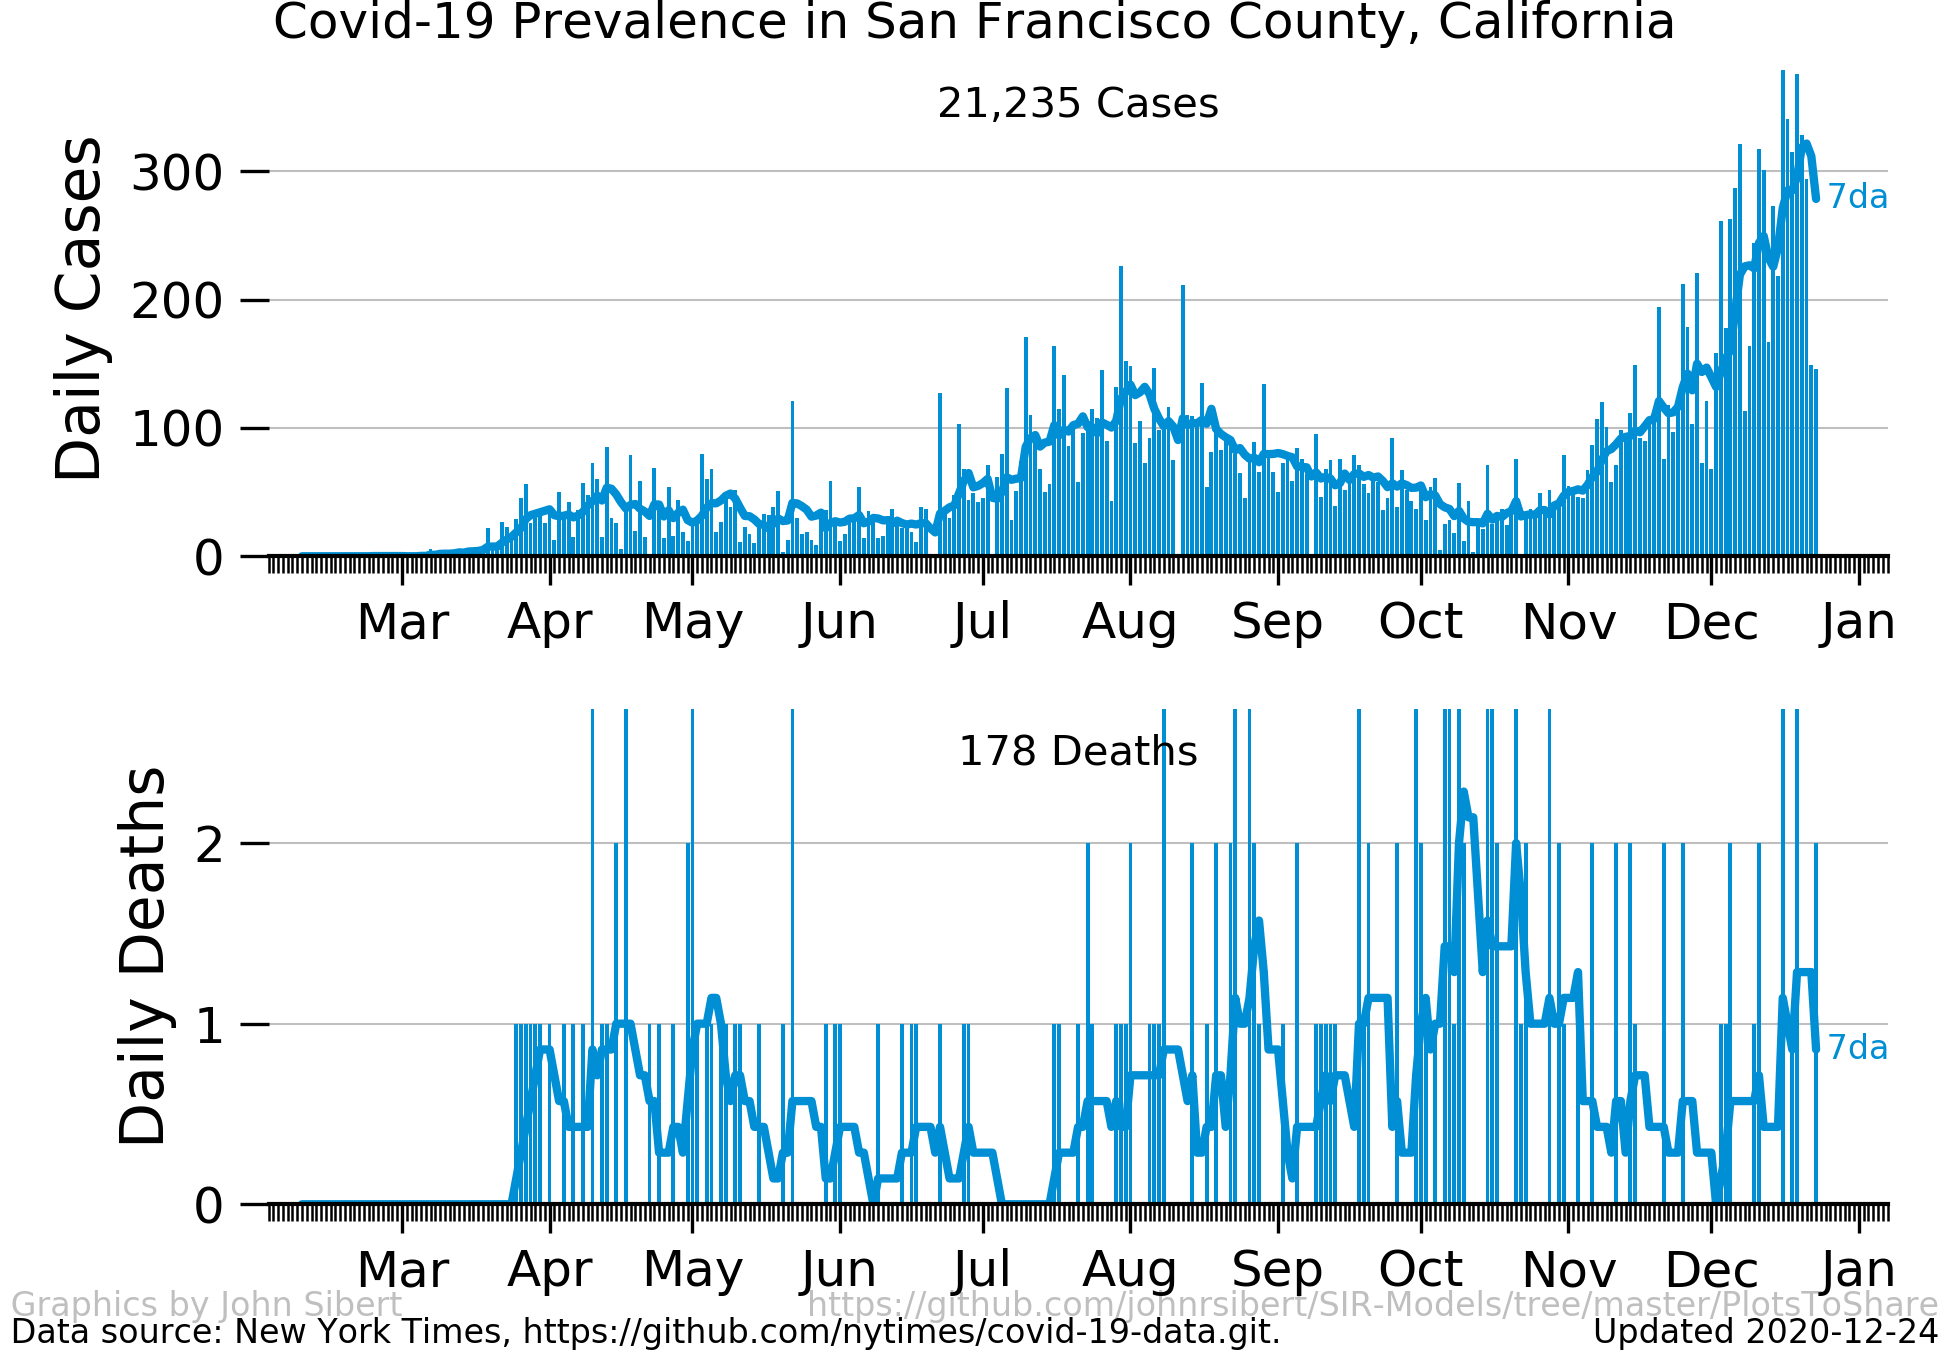 Covid-19 Prevalence in San Francisco County, California
21,235 Cases
Daily Cases
300
200
100
0
7da
Mar Apr May Jun Jul Aug Sep Oct Nov Dec Jan
178 Deaths
Daily Deaths
2
1
0
7da
Mar Apr May Jun Jul Aug Sep Oct Nov Dec Jan
Graphics by John Sibert https://github.com/johnrsibert/SIR-Models/tree/master/PlotsToShare
Data source: New York Times, https://github.com/nytimes/covid-19-data.git. Updated 2020-12-24